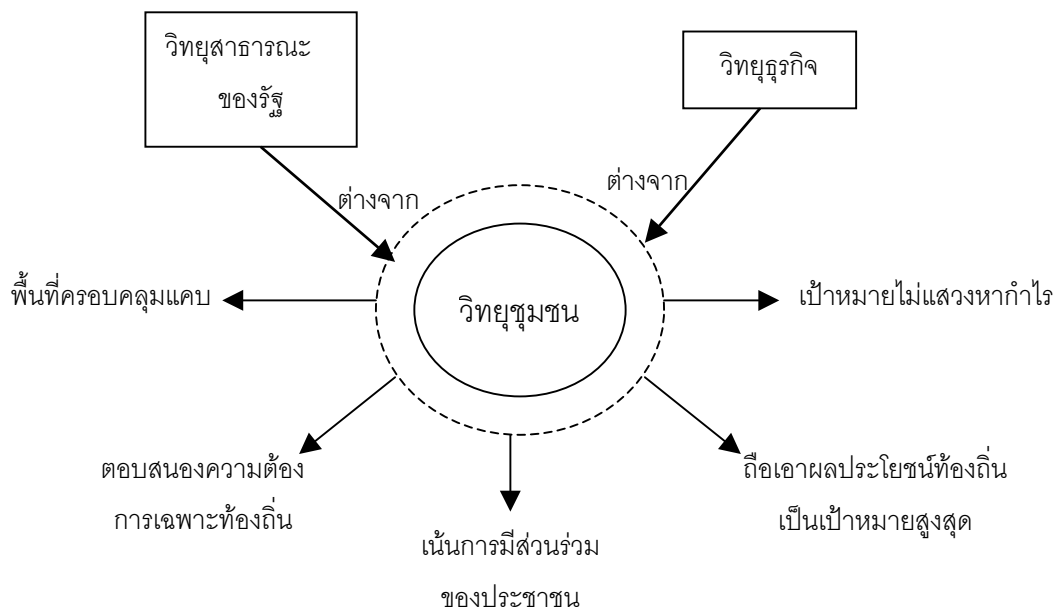 วิทยุสาธารณะ
ของรัฐ
วิทยุธุรกิจ
ต่างจาก
ต่างจาก
พื้นที่ครอบคลุมแคบ
วิทยุชุมชน
เป้าหมายไม่แสวงหากำไร
ตอบสนองความต้อง
การเฉพาะท้องถิ่น
ถือเอาผลประโยชน์ท้องถิ่น
เป็นเป้าหมายสูงสุด
เน้นการมีส่วนร่วม
ของประชาชน